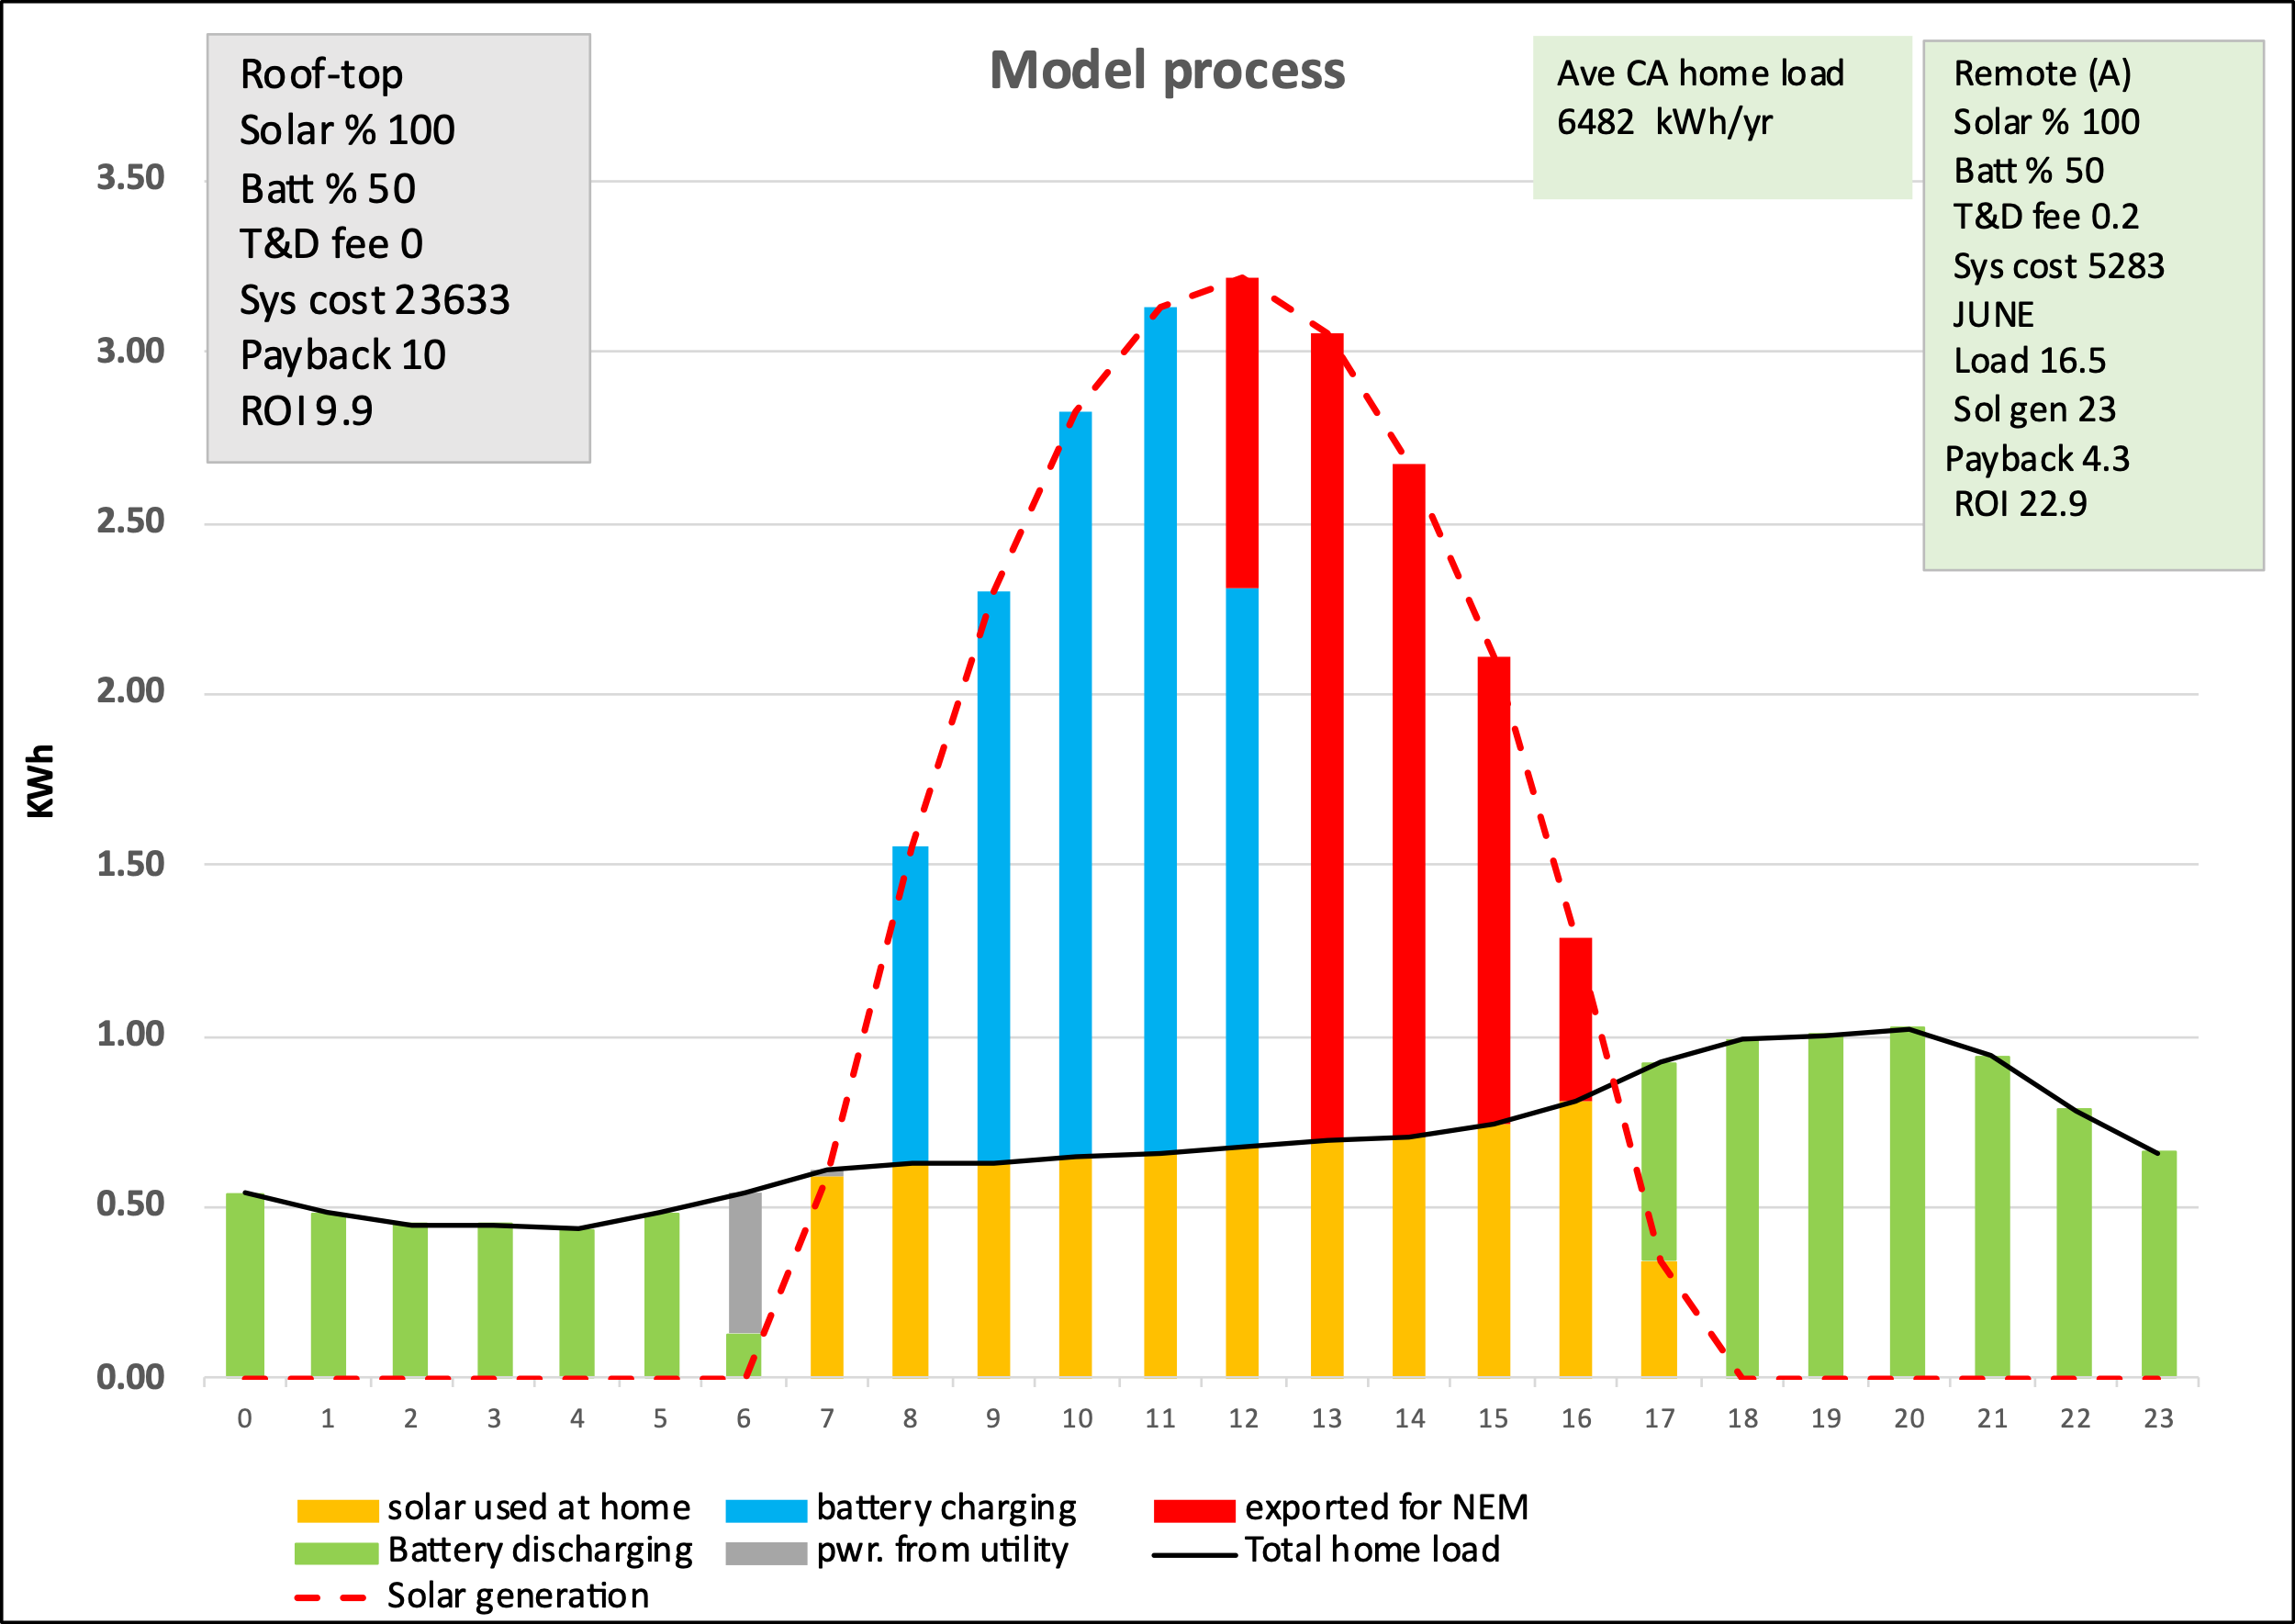 Model process
Roof-top
Solar % 100
Batt % 50
T&D fee 0
Sys cost 23633
Payback 10
ROI 9.9
Ave CA home load
6482 kWh/yr
Remote (A)
Solar % 100
Batt % 50
T&D fee 0.2
Sys cost 5283
JUNE
Load 16.5
Sol gen 23
Payback 4.3
ROI 22.9
KWh
3.50
3.00
2.50
2.00
1.50
1.00
0.50
0.00
0 1 2 3 4 5 6 7 8 9 10 11 12 13 14 15 16 17 18 19 20 21 22 23
solar used at home battery charging exported for NEM
Battery discharging pwr. from utility Total home load
Solar generation